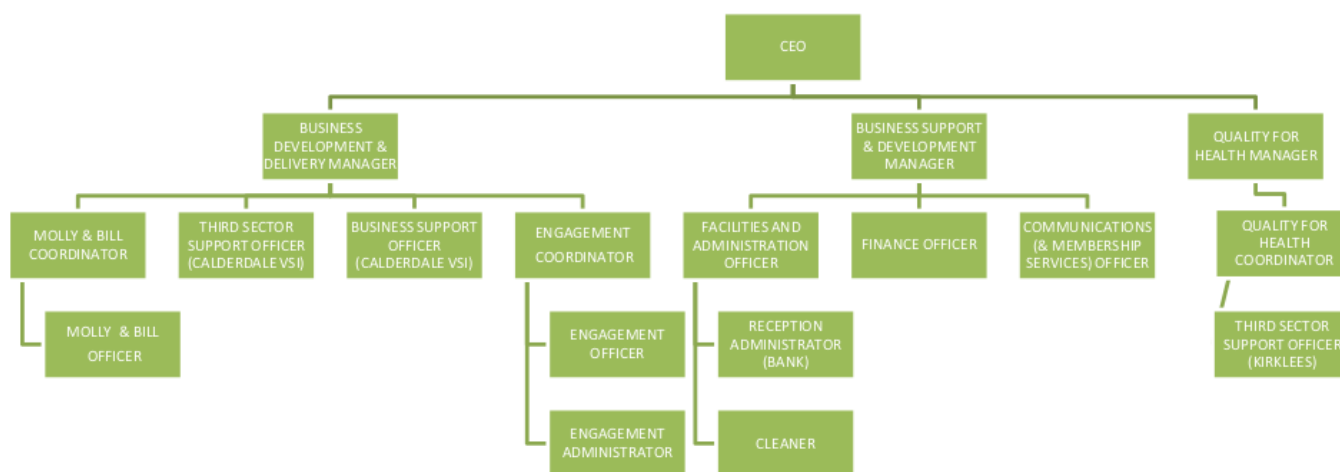 CEO
BUSINESS
DEVELOPMENT &
DELIVERY MANAGER
BUSINESS SUPPORT
& DEVELOPMENT
MANAGER
QUALITY FOR
HEALTH MANAGER
MOLLY & BILL
COORDINATOR
THIRD SECTOR
SUPPORT OFFICER
(CALDERDALE VSI)
BUSINESS SUPPORT
OFFICER
(CALDERDALE VSI)
ENGAGEMENT
COORDINATOR
FACILITIES AND
ADMINISTRATION
OFFICER
FINANCE OFFICER
COMMUNICATIONS
(& MEMBERSHIP
SERVICES) OFFICER
QUALITY FOR
HEALTH
COORDINATOR
MOLLY & BILL
OFFICER
ENGAGEMENT
OFFICER
RECEPTION
ADMINISTRATOR
(BANK)
THIRD SECTOR
SUPPORT OFFICER
(KIRKLEES)
ENGAGEMENT
ADMINISTRATOR
CLEANER